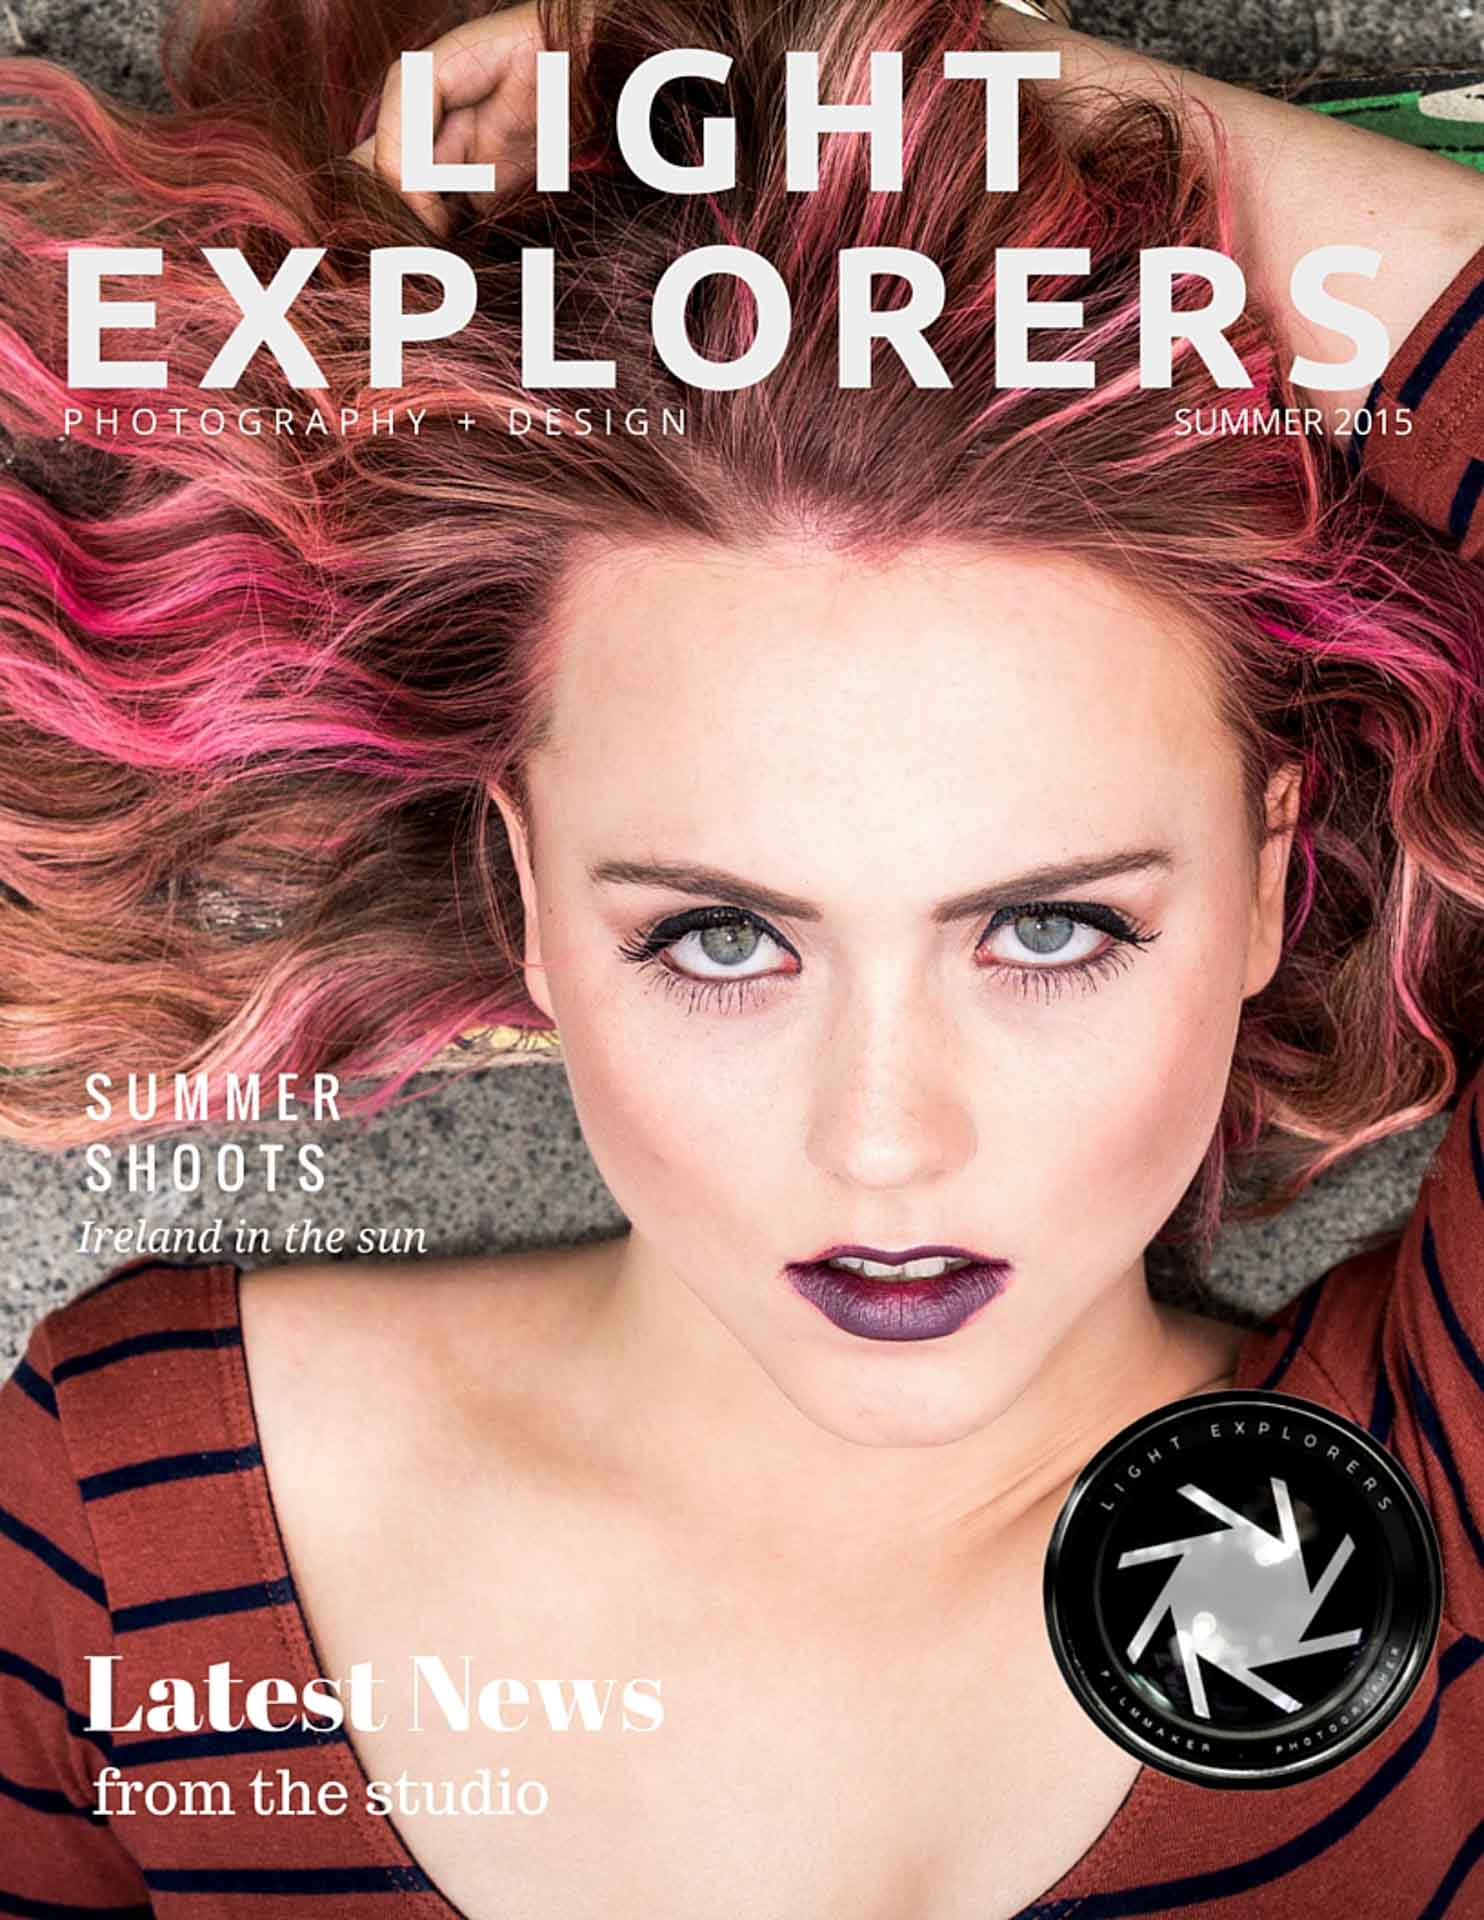 LIGHT
EXPLORERS
PHOTOGRAPHY + DESIGN
SUMMER 2015
SUMMER
SHOOTS
Ireland in the sun
LIGHT EXPLORERS
FILMMAKER . PHOTOGRAPHER
Latest News
from the studio